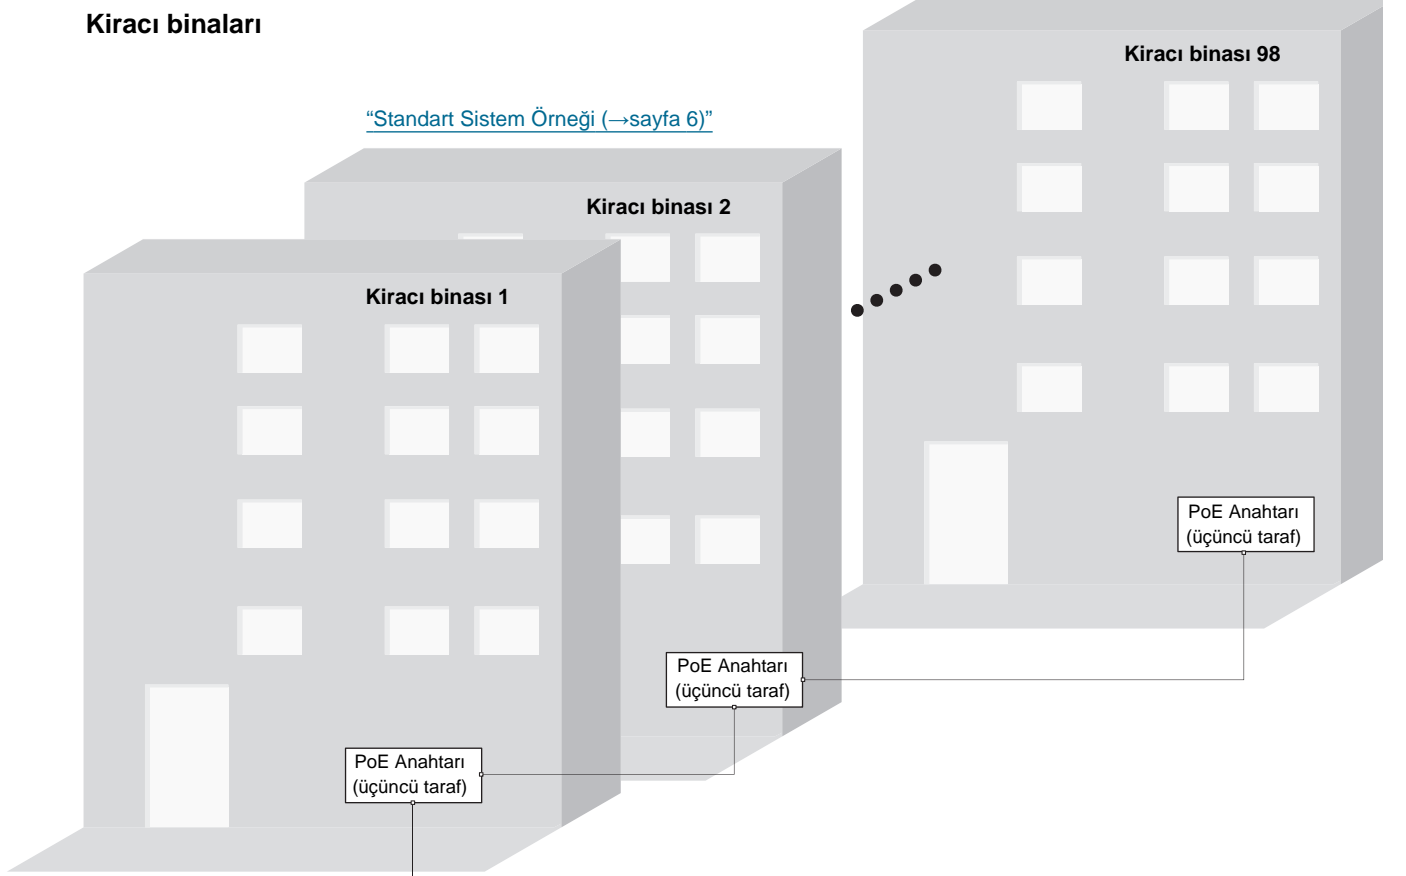 Kiracı binaları
Kiracı binası 98
“Standart Sistem Örneği (→sayfa 6)”
Kiracı binası 2
Kiracı binası 1
PoE Anahtarı
(üçüncü taraf)
PoE Anahtarı
(üçüncü taraf)
PoE Anahtarı
(üçüncü taraf)